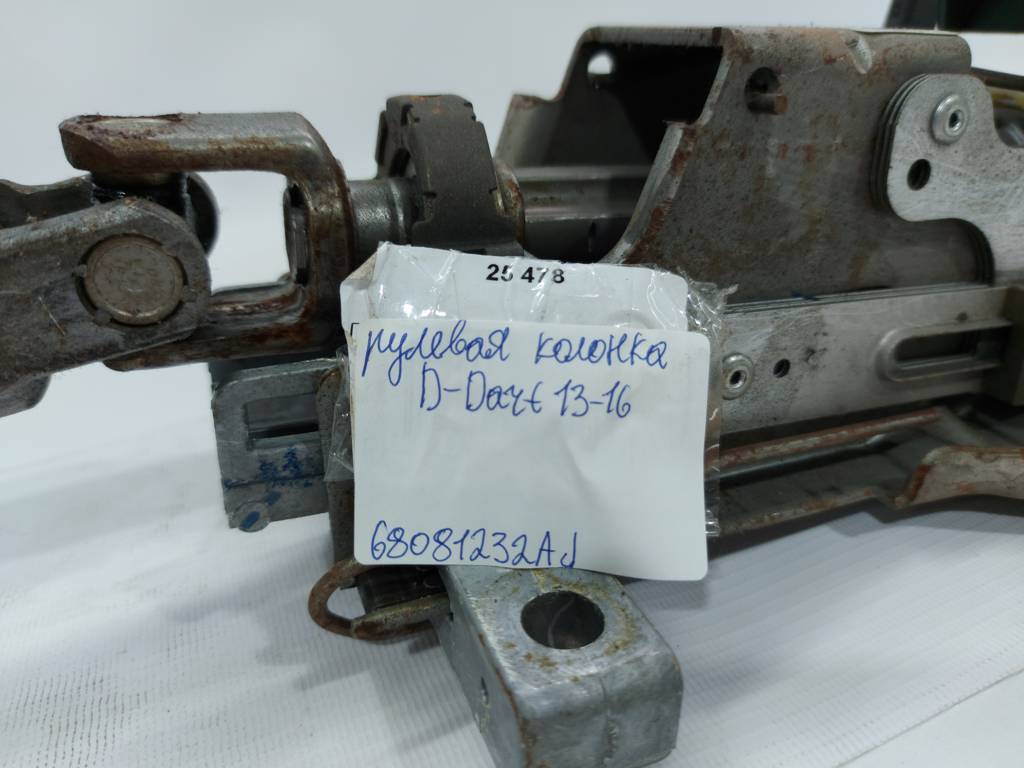 25 478
рулевая колонка
D-Dart 13-16
68081232AJ